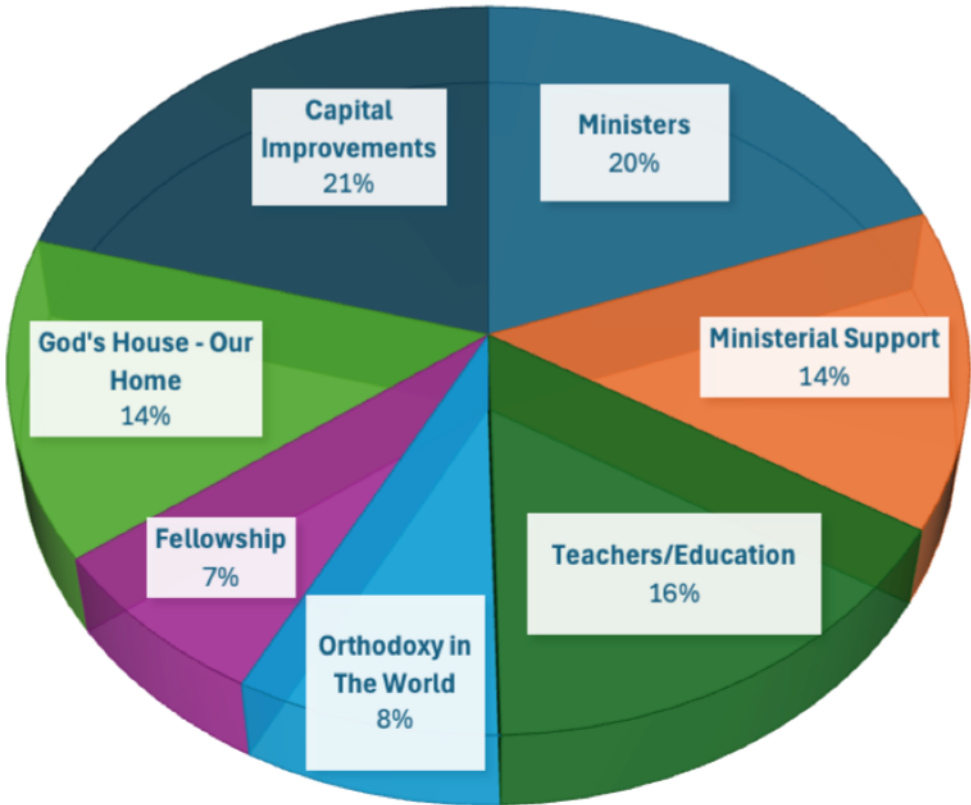 Capital
Improvements
21%
Ministers
20%
God's House - Our
Home
14%
Ministerial Support
14%
Fellowship
7%
Teachers/Education
16%
Orthodoxy in
The World
8%